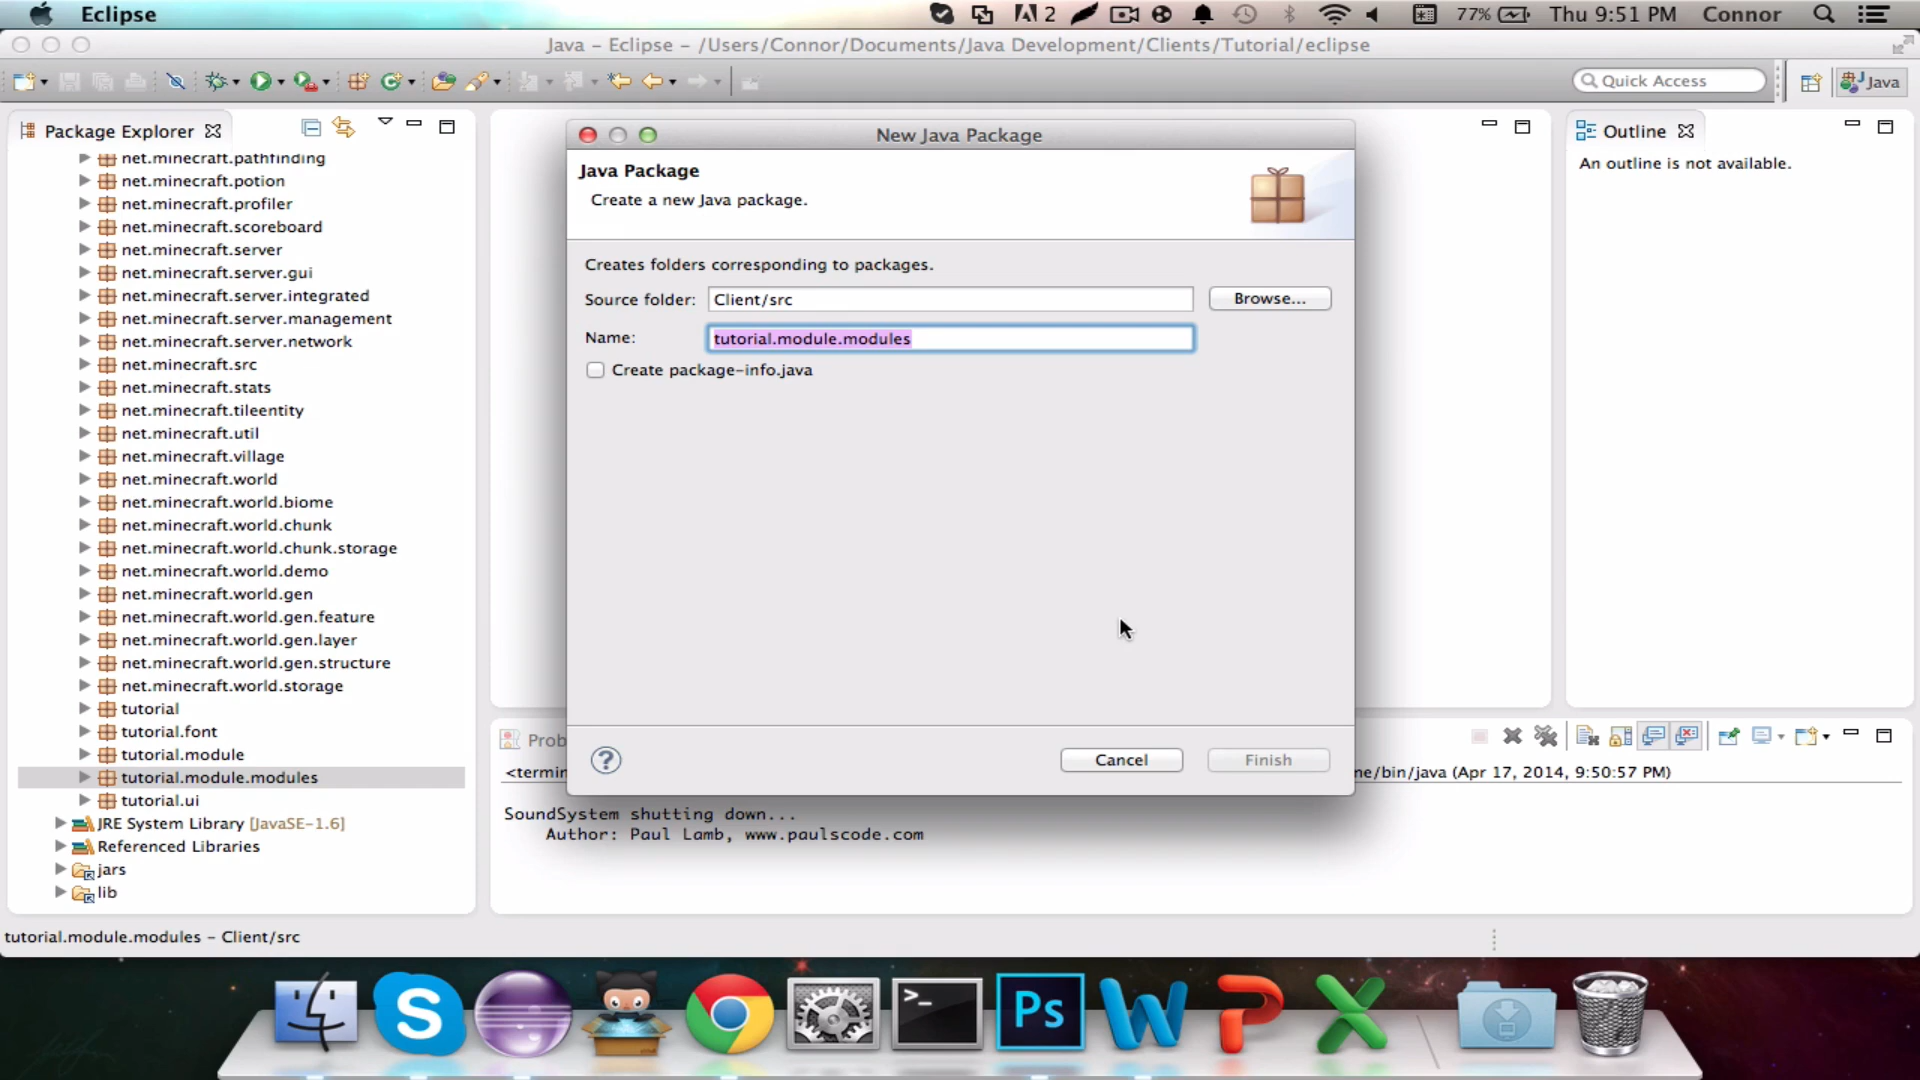 Eclipse
2
77%
Thu 9:51 PM
Connor
Java – Eclipse – /Users/Connor/Documents/Java Development/Clients/Tutorial/eclipse
Quick Access
Java
Package Explorer
net.minecraft.pathfinding
net.minecraft.potion
net.minecraft.profiler
net.minecraft.scoreboard
net.minecraft.server
net.minecraft.server.gui
net.minecraft.server.integrated
net.minecraft.server.management
net.minecraft.server.network
net.minecraft.src
net.minecraft.stats
net.minecraft.tileentity
net.minecraft.util
net.minecraft.village
net.minecraft.world
net.minecraft.world.biome
net.minecraft.world.chunk
net.minecraft.world.chunk.storage
net.minecraft.world.demo
net.minecraft.world.gen
net.minecraft.world.gen.feature
net.minecraft.world.gen.layer
net.minecraft.world.gen.structure
net.minecraft.world.storage
tutorial
tutorial.font
tutorial.module
tutorial.module.modules
tutorial.ui
JRE System Library [JavaSE-1.6]
Referenced Libraries
jars
lib
New Java Package
Java Package
Create a new Java package.
Creates folders corresponding to packages.
Source folder: Client/src
Browse...
Name: tutorial.module.modules
Create package-info.java
?
Cancel
Finish
Outline
An outline is not available.
Prob
<termin
ne/bin/java (Apr 17, 2014, 9:50:57 PM)
SoundSystem shutting down...
Author: Paul Lamb, www.paulscode.com
tutorial.module.modules – Client/src
S
>_
Ps